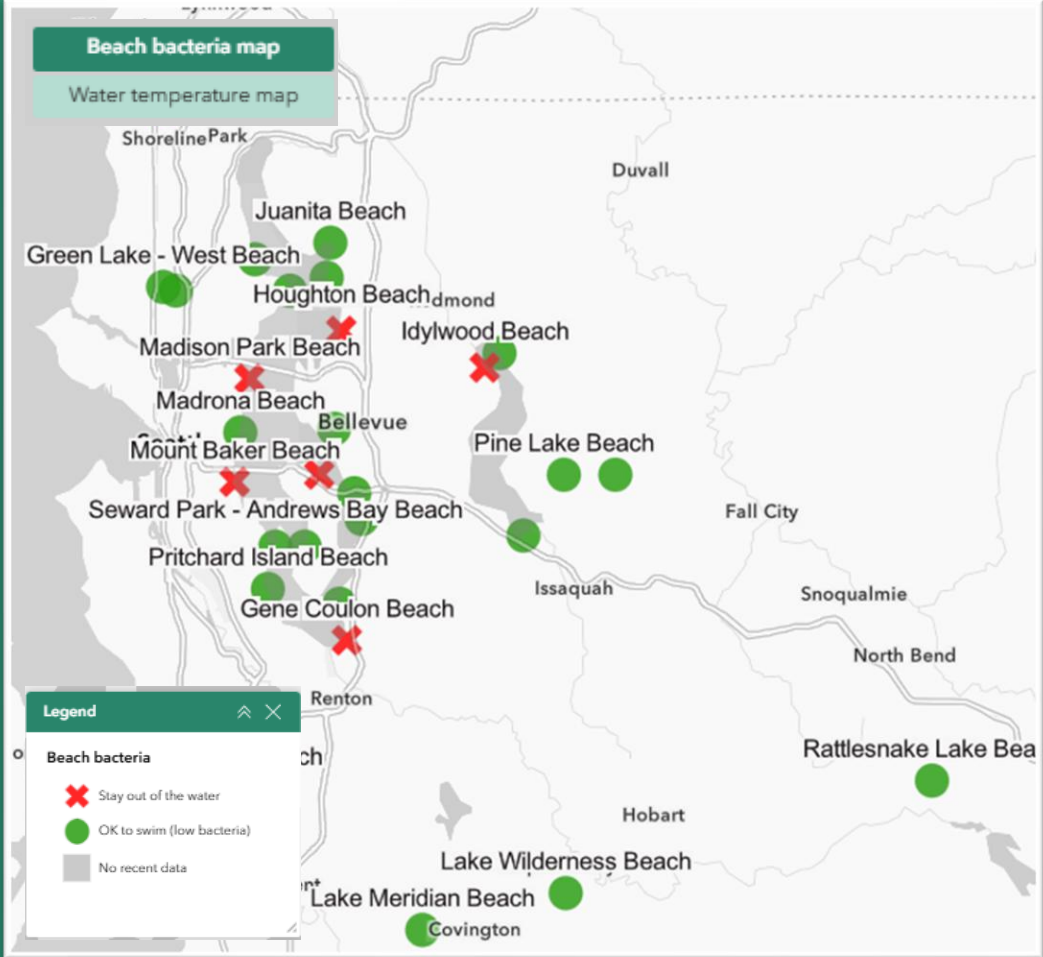 Beach bacteria map
Water temperature map
Shoreline Park
Duvall
Juanita Beach
Green Lake - West Beach
Houghton Beach
dmond
Idylwood Beach
Madison Park Beach
Madrona Beach
Bellevue
Mount Baker Beach
Pine Lake Beach
Seward Park - Andrews Bay Beach
Fall City
Pritchard Island Beach
Issaquah
Snoqualmie
Gene Coulon Beach
North Bend
Renton
Legend
Rattlesnake Lake Bea
Beach bacteria
ch
Stay out of the water
Hobart
OK to swim (low bacteria)
No recent data
Lake Wilderness Beach
Lake Meridian Beach
Covington